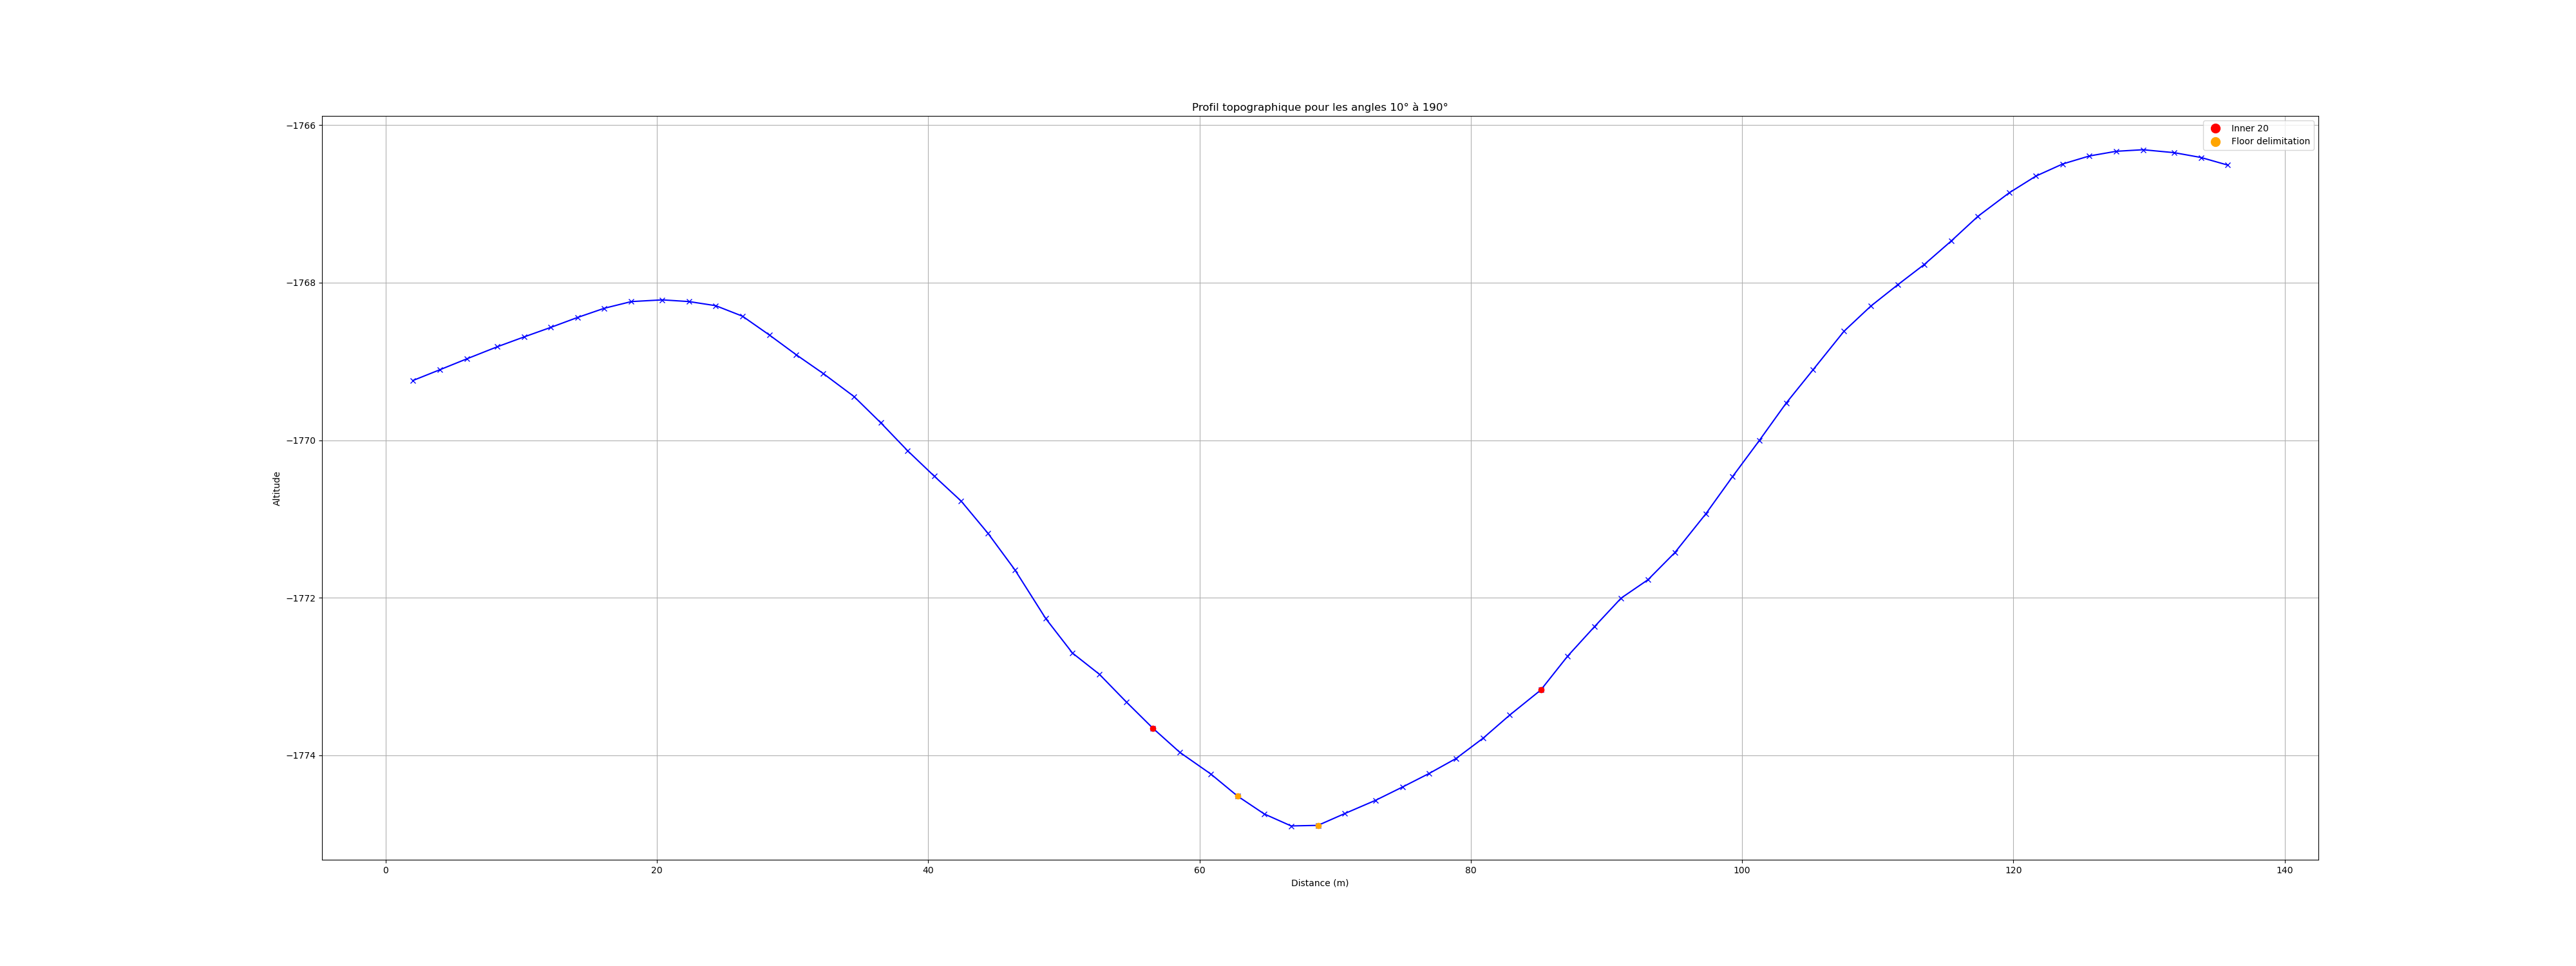 Profil topographique pour les angles 10° à 190°
Inner 20
Floor delimitation
Altitude
−1766
−1768
−1770
−1772
−1774
0 20 40 60 80 100 120 140
Distance (m)